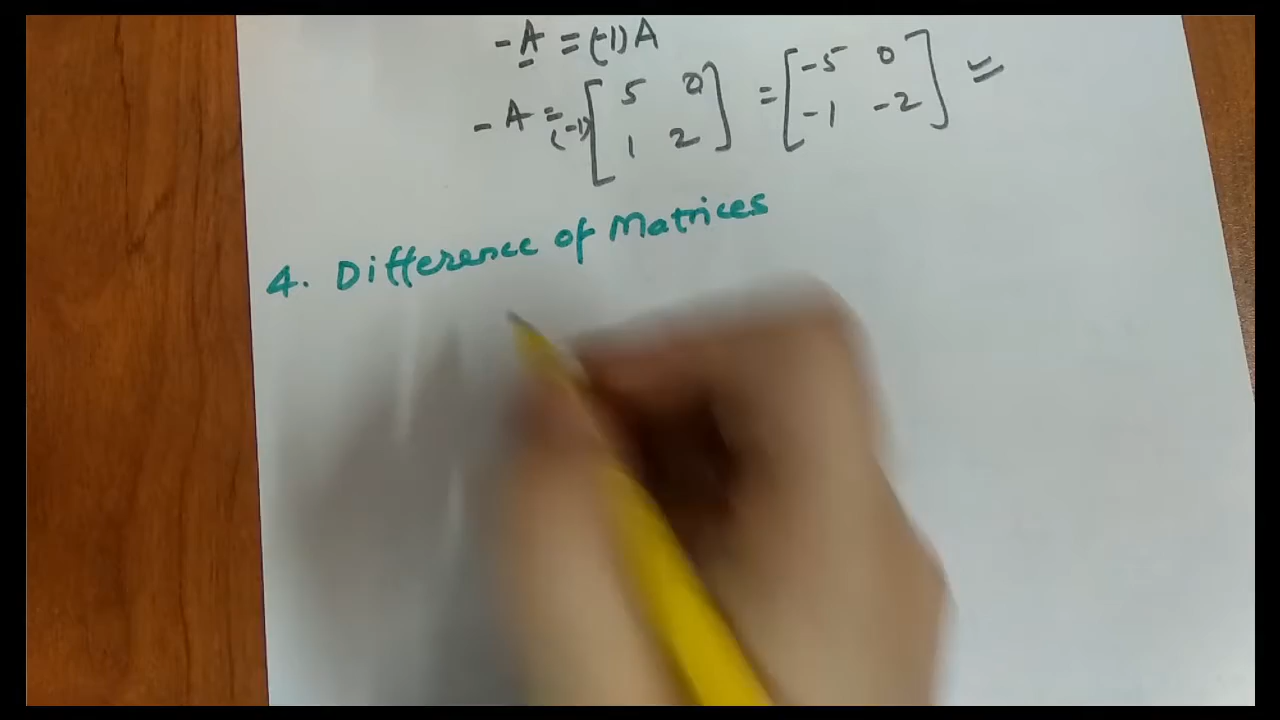 -A = (-1) A
-A = (-1) [ 5 0 ; 1 2 ] = [ -5 0 ; -1 -2 ] =
4. Difference of Matrices